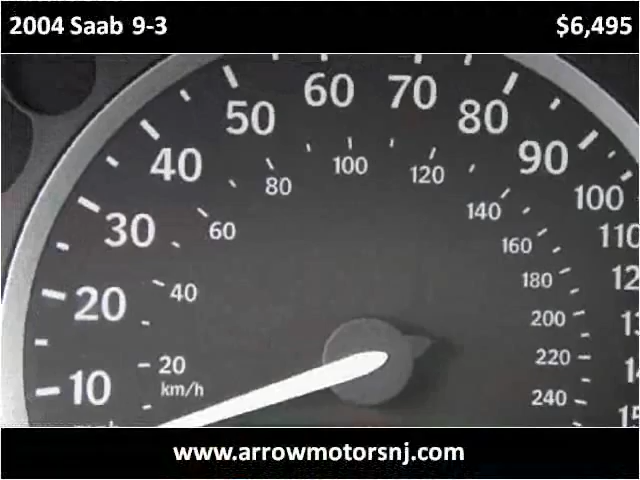 2004 Saab 9-3 $6,495
60 70
50 80
40 90
100 120
80 100
30 60 140 110
160
20 40 180
200
20 220
10 km/h 240
www.arrowmotorsnj.com